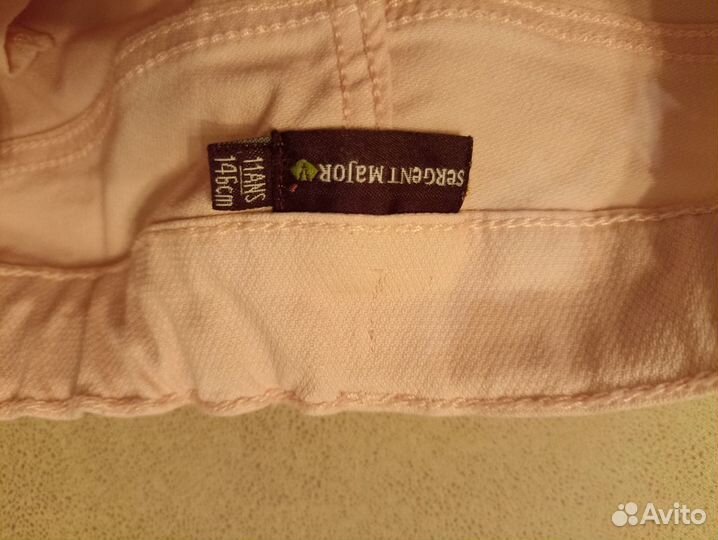 SeRGeNT MAJOR
11ANS
146cm
Avito